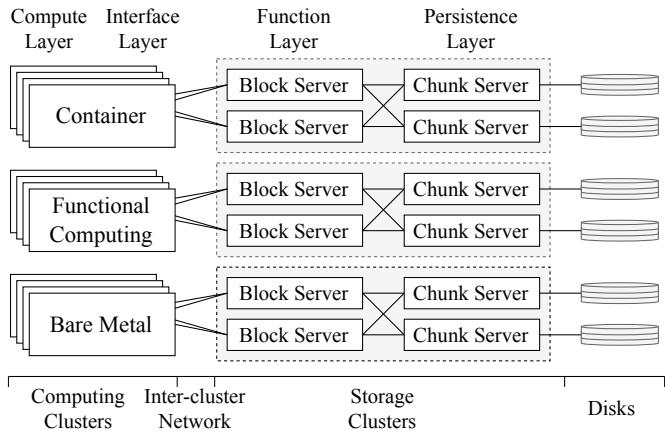 Compute Layer
Interface Layer
Function Layer
Persistence Layer
Container
Block Server
Chunk Server
Block Server
Chunk Server
Functional
Computing
Block Server
Chunk Server
Block Server
Chunk Server
Bare Metal
Block Server
Chunk Server
Block Server
Chunk Server
Computing
Clusters
Inter-cluster
Network
Storage
Clusters
Disks